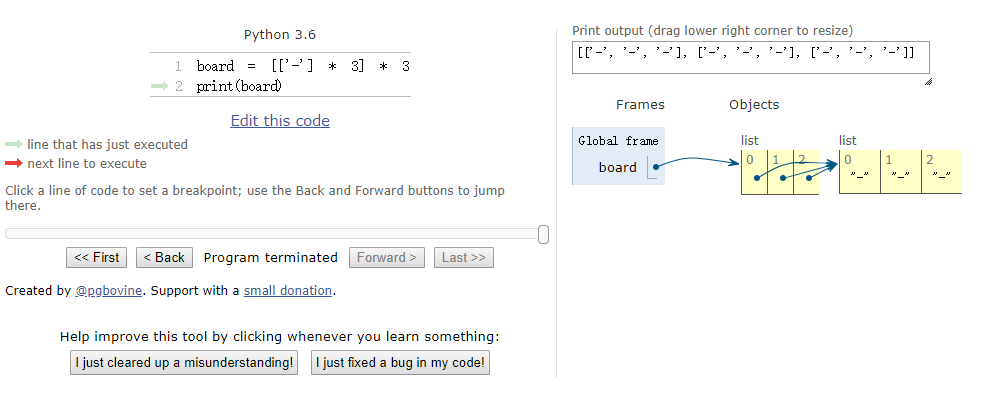 Python 3.6
1 board = [['-'] * 3] * 3
2 print(board)
Edit this code
line that has just executed
next line to execute
Click a line of code to set a breakpoint; use the Back and Forward buttons to jump
there.
<< First < Back Program terminated Forward > Last >>
Created by @pgbovine. Support with a small donation.
Help improve this tool by clicking whenever you learn something:
I just cleared up a misunderstanding! I just fixed a bug in my code!
Print output (drag lower right corner to resize)
[['-', '-', '-'], ['-', '-', '-'], ['-', '-', '-']]
Frames Objects
Global frame
board
list
0 1 2
list
0 1 2
"-" "-" "-"